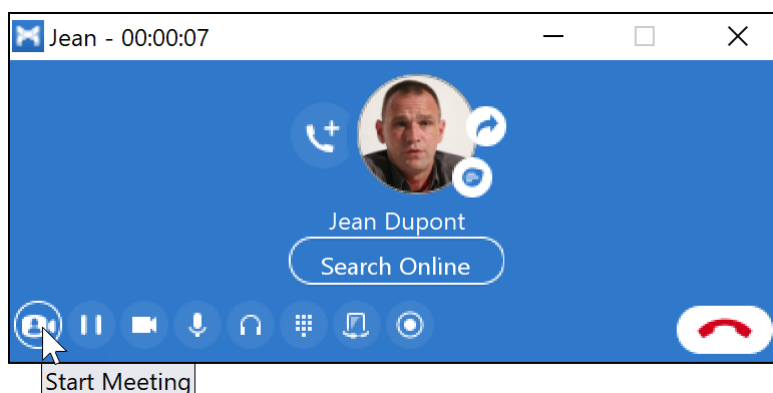 Jean - 00:00:07
Jean Dupont
Search Online
Start Meeting